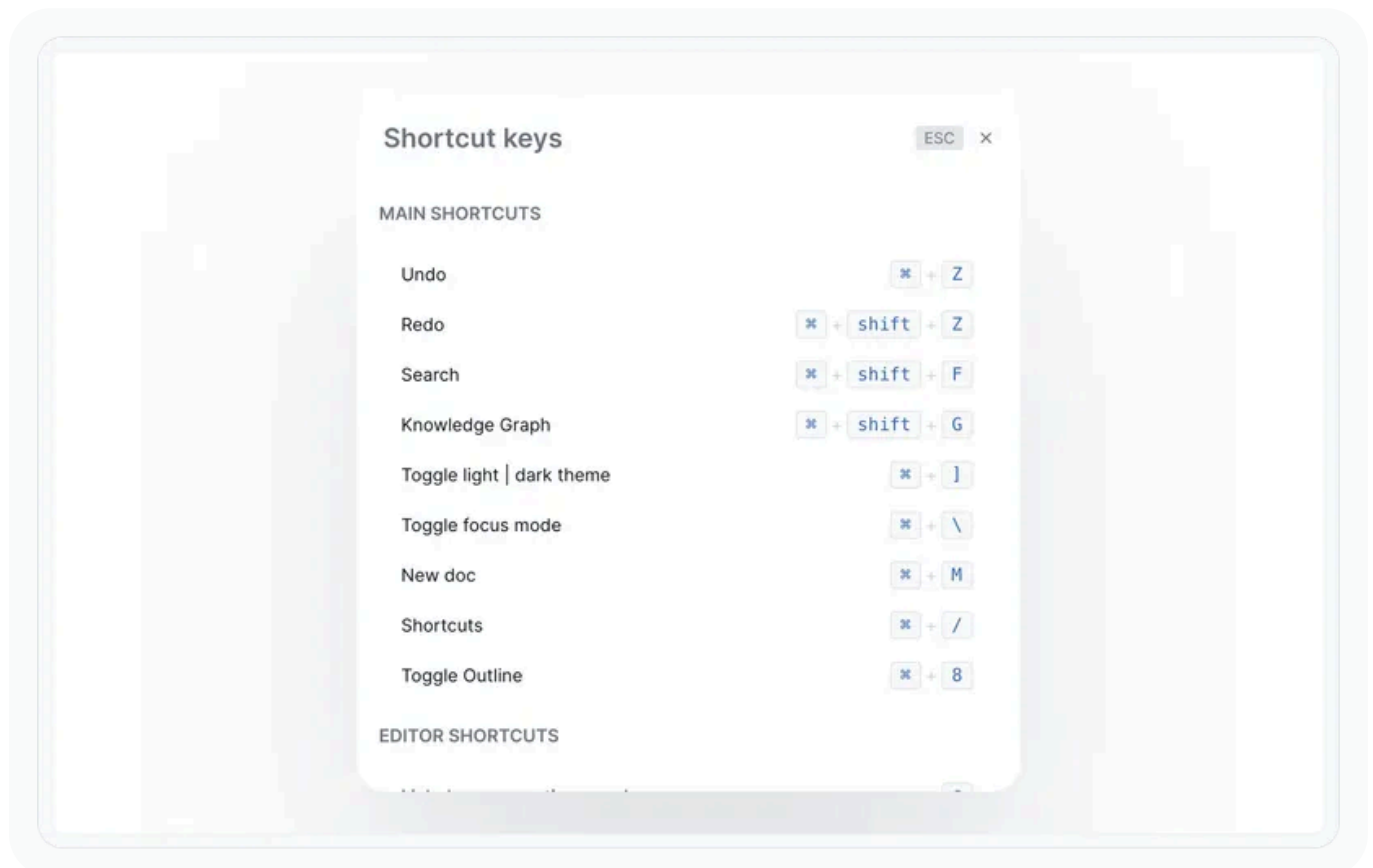 Shortcut keys ESC ×
MAIN SHORTCUTS
Undo ⌘ + Z
Redo ⌘ + shift + Z
Search ⌘ + shift + F
Knowledge Graph ⌘ + shift + G
Toggle light | dark theme ⌘ + ]
Toggle focus mode ⌘ + \
New doc ⌘ + M
Shortcuts ⌘ + /
Toggle Outline ⌘ + 8
EDITOR SHORTCUTS